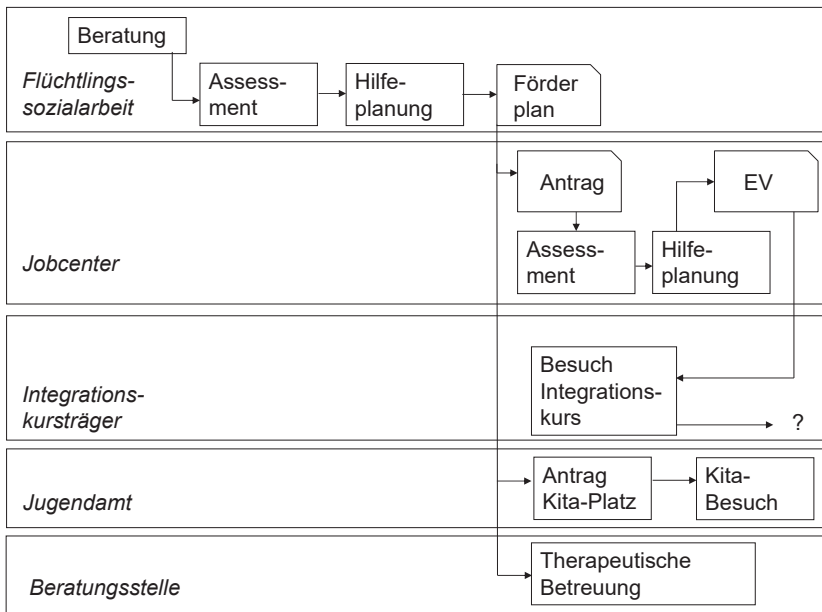 Beratung
Flüchtlings-
sozialarbeit
Assess-
ment
Hilfe-
planung
Förder
plan
Jobcenter
Antrag
EV
Assess-
ment
Hilfe-
planung
Integrations-
kursträger
Besuch
Integrations-
kurs
?
Jugendamt
Antrag
Kita-Platz
Kita-
Besuch
Beratungsstelle
Therapeutische
Betreuung